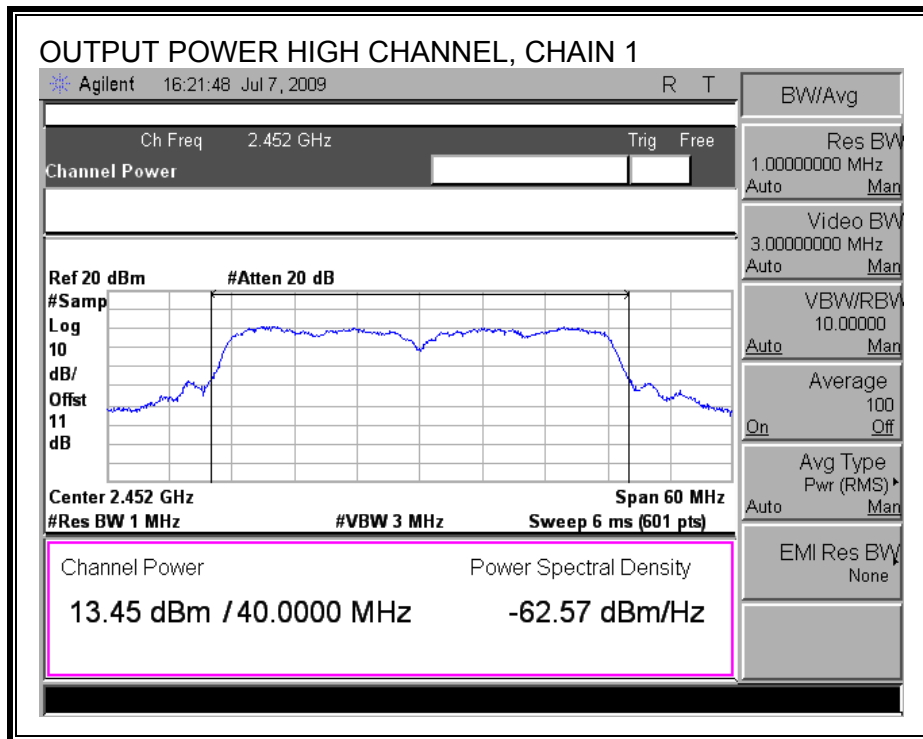 OUTPUT POWER HIGH CHANNEL, CHAIN 1
Agilent 16:21:48 Jul 7, 2009 R T
BW/Avg
Ch Freq 2.452 GHz Trig Free
Channel Power
Res BW
1.00000000 MHz
Auto Man
Video BW
3.00000000 MHz
Auto Man
Ref 20 dBm #Atten 20 dB
#Samp
Log
10
dB/
Offst
11
dB
VBW/RBW
10.00000
Auto Man
Average
100
On Off
Avg Type
Pwr (RMS)
Auto Man
Center 2.452 GHz Span 60 MHz
#Res BW 1 MHz #VBW 3 MHz Sweep 6 ms (601 pts)
EMI Res BW
None
Channel Power Power Spectral Density
13.45 dBm / 40.0000 MHz -62.57 dBm/Hz